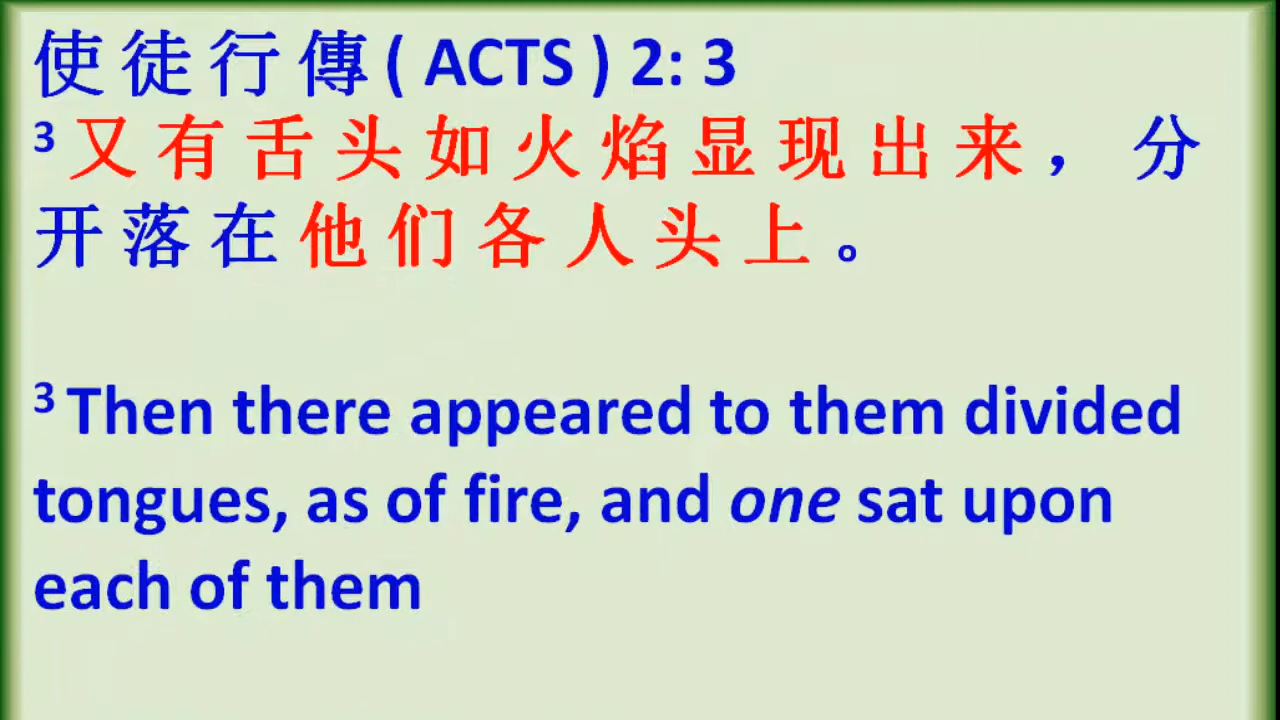 使徒行傳 ( ACTS ) 2: 3
3 又有舌头如火焰显现出来，分
开落在他们各人头上。
3 Then there appeared to them divided
tongues, as of fire, and one sat upon
each of them